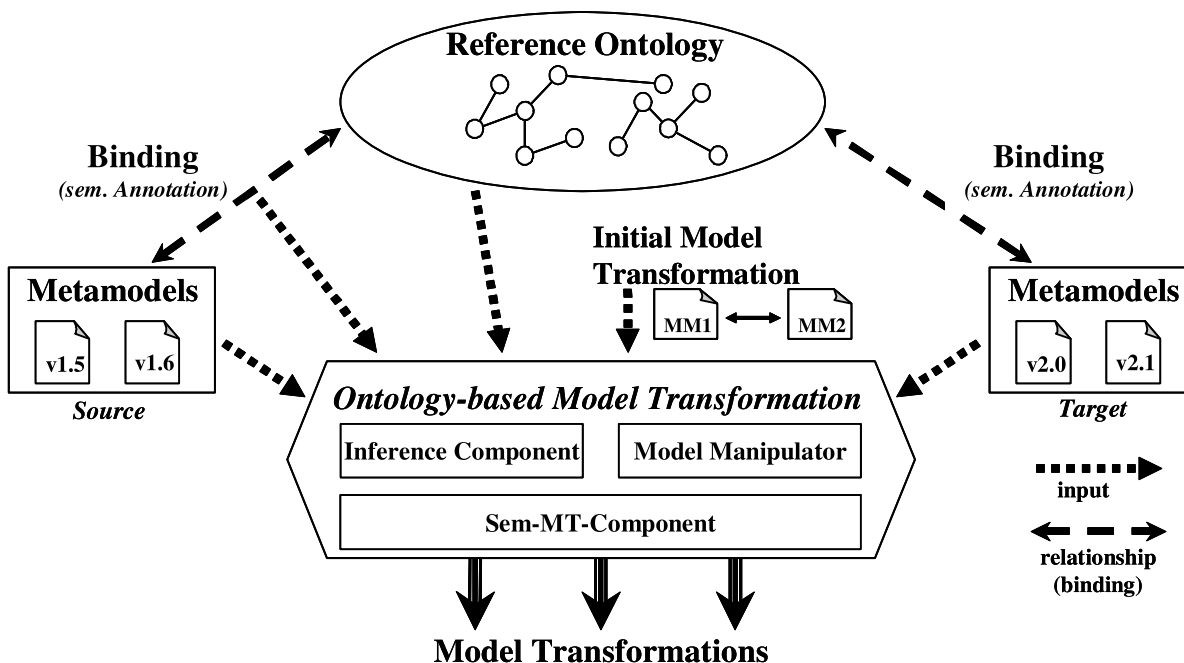 Reference Ontology
Binding
(sem. Annotation)
Binding
(sem. Annotation)
Initial Model
Transformation
MM1
MM2
Metamodels
v1.5
v1.6
Source
Metamodels
v2.0
v2.1
Target
Ontology-based Model Transformation
Inference Component
Model Manipulator
Sem-MT-Component
input
relationship
(binding)
Model Transformations